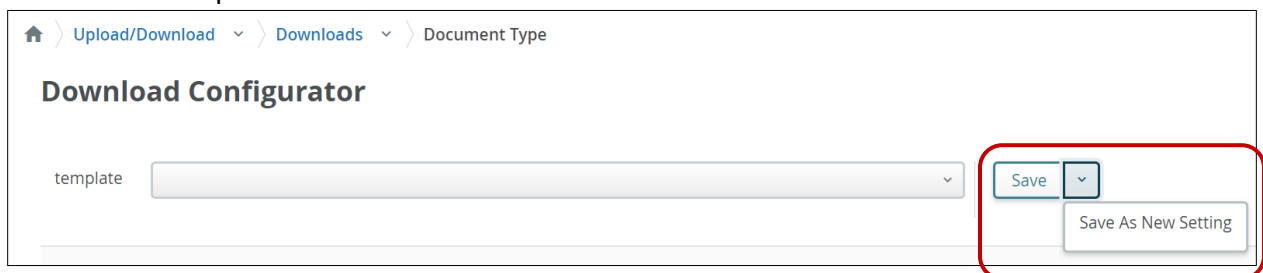 Upload/Download Downloads Document Type
Download Configurator
template Save
Save As New Setting